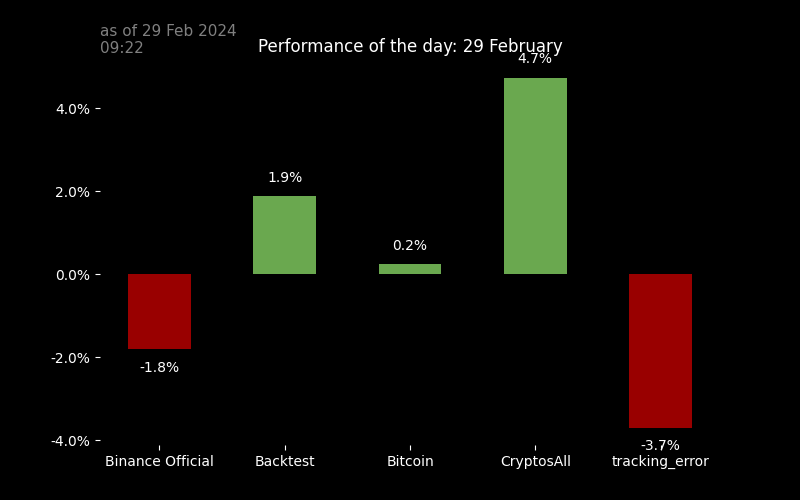 as of 29 Feb 2024
09:22
Performance of the day: 29 February
4.7%
4.0%
2.0%
1.9%
0.2%
0.0%
-2.0%
-1.8%
-4.0%
-3.7%
Binance Official
Backtest
Bitcoin
CryptosAll
tracking_error